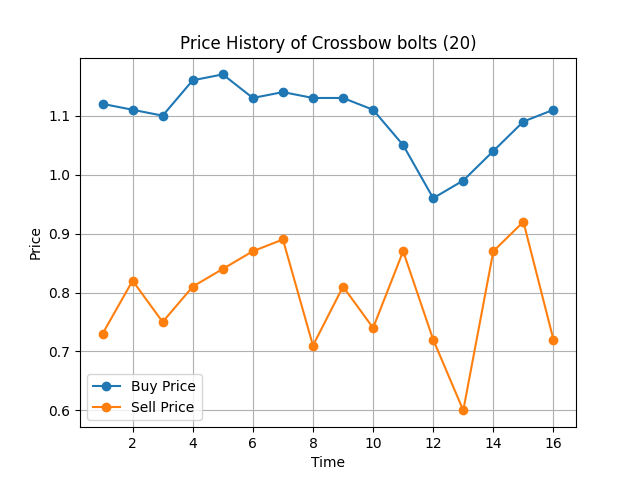 Price History of Crossbow bolts (20)
1.1
1.0
0.9
0.8
0.7
0.6
Price
Buy Price
Sell Price
2 4 6 8 10 12 14 16
Time